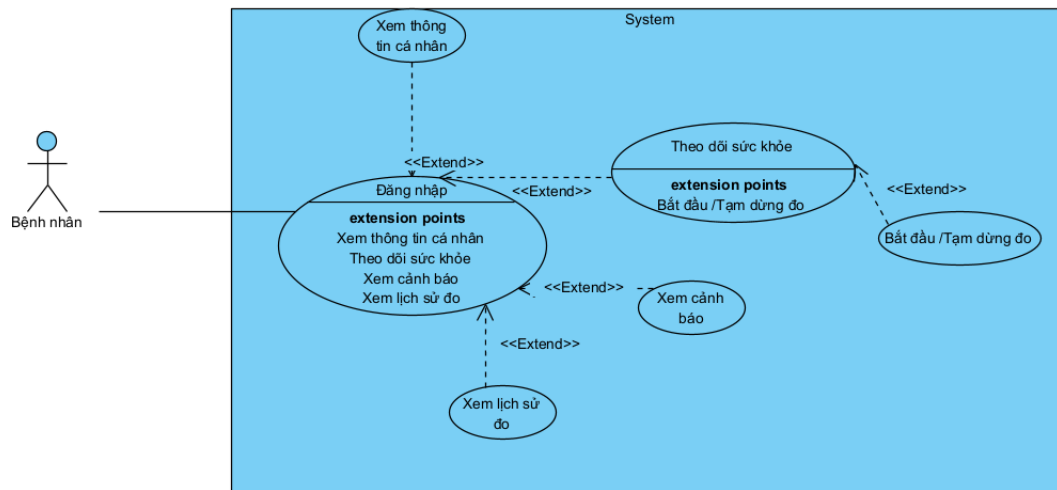 System
Xem thông
tin cá nhân
Bệnh nhân
<<Extend>>
Đăng nhập
extension points
Xem thông tin cá nhân
Theo dõi sức khỏe
Xem cảnh báo
Xem lịch sử đo
<<Extend>>
Theo dõi sức khỏe
extension points
Bắt đầu /Tạm dừng đo
<<Extend>>
Bắt đầu /Tạm dừng đo
<<Extend>>
Xem cảnh
báo
<<Extend>>
Xem lịch sử
đo